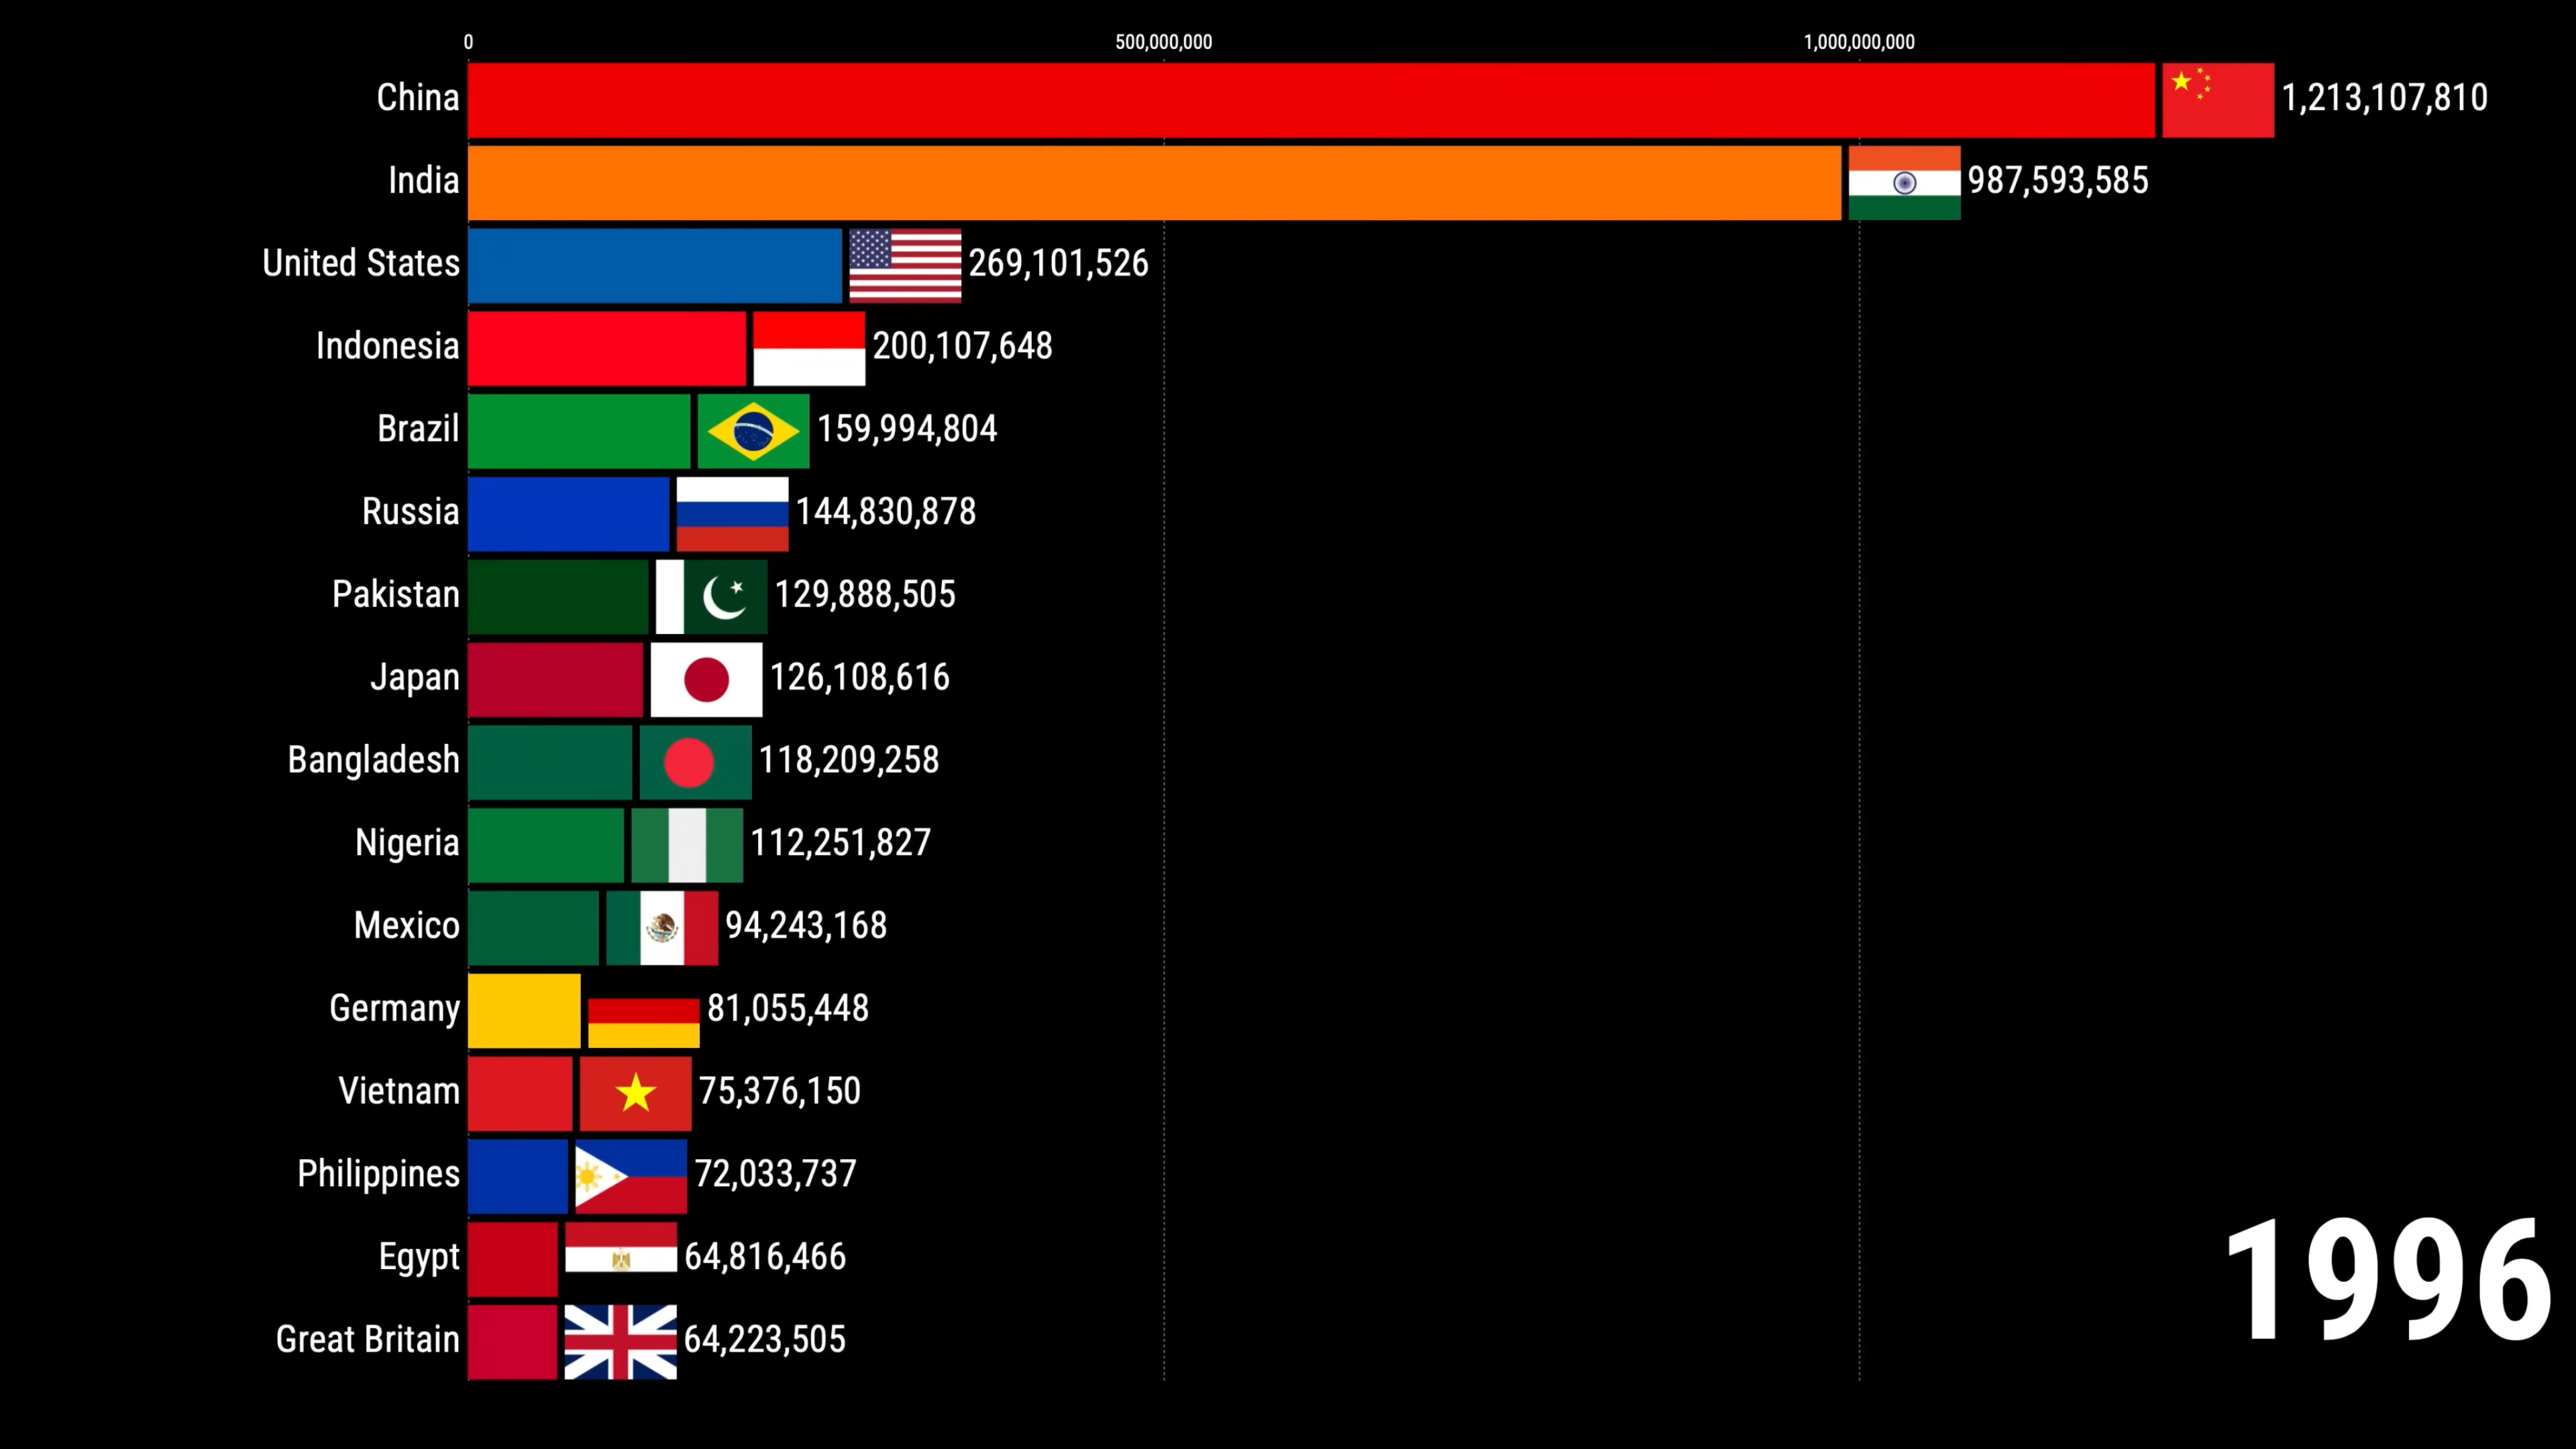 0 500,000,000 1,000,000,000
China 1,213,107,810
India 987,593,585
United States 269,101,526
Indonesia 200,107,648
Brazil 159,994,804
Russia 144,830,878
Pakistan 129,888,505
Japan 126,108,616
Bangladesh 118,209,258
Nigeria 112,251,827
Mexico 94,243,168
Germany 81,055,448
Vietnam 75,376,150
Philippines 72,033,737
Egypt 64,816,466
Great Britain 64,223,505
1996